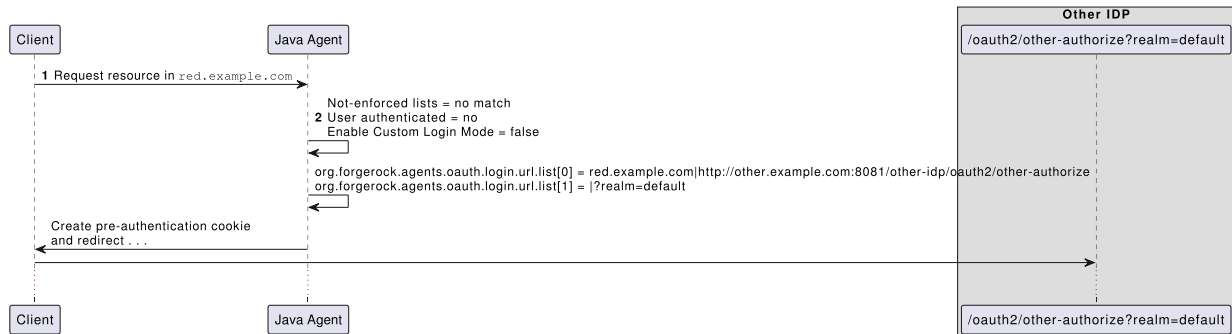 Other IDP
Client
Java Agent
/oauth2/other-authorize?realm=default
1 Request resource in red.example.com
Not-enforced lists = no match
2 User authenticated = no
Enable Custom Login Mode = false
org.forgerock.agents.oauth.login.url.list[0] = red.example.com|http://other.example.com:8081/other-idp/oauth2/other-authorize
org.forgerock.agents.oauth.login.url.list[1] = |?realm=default
Create pre-authentication cookie
and redirect . . .
Client
Java Agent
/oauth2/other-authorize?realm=default